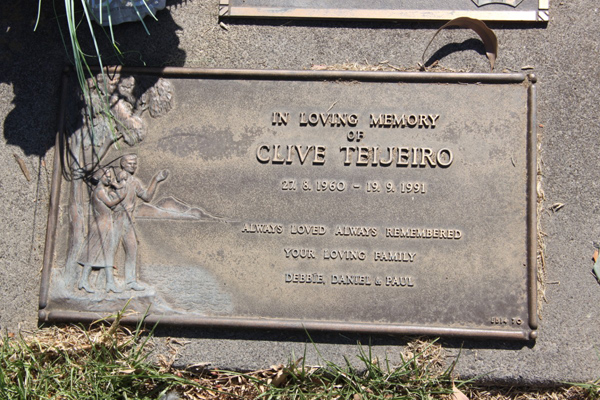 IN LOVING MEMORY
OF
CLIVE TEIJEIRO
27. 8. 1960 - 19. 9. 1991
ALWAYS LOVED ALWAYS REMEMBERED
YOUR LOVING FAMILY
DEBBIE, DANIEL & PAUL